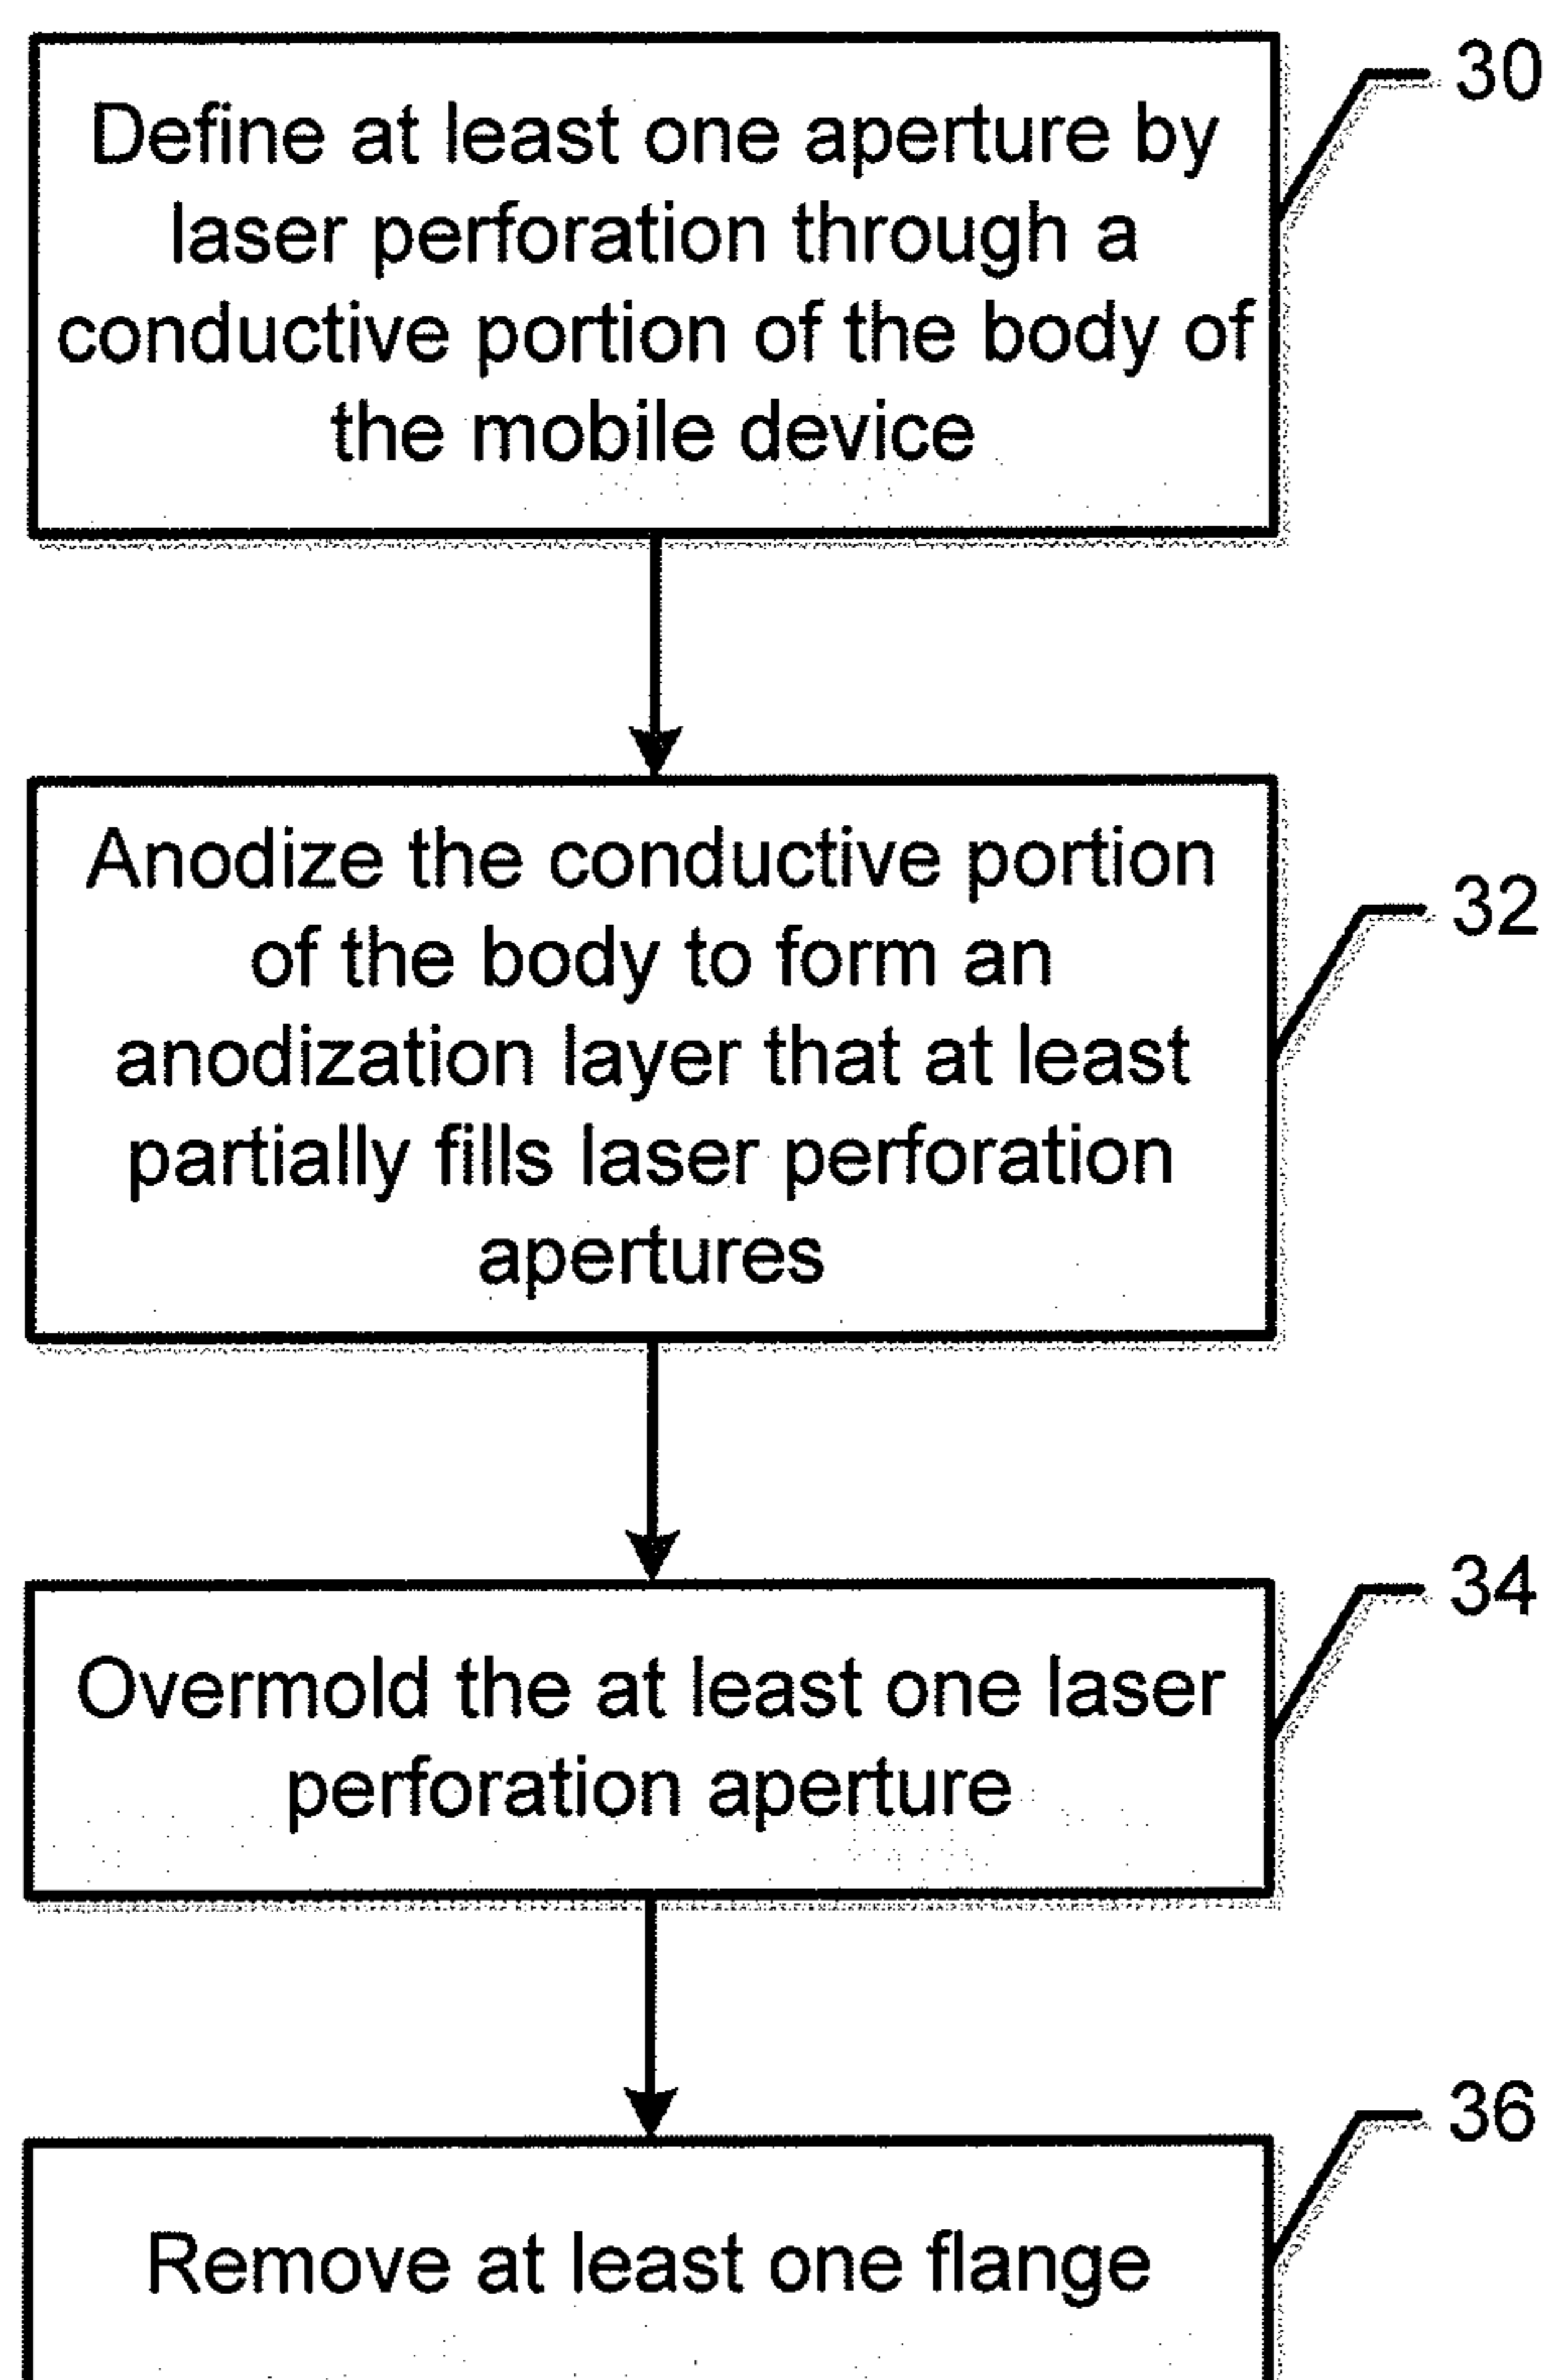 30
Define at least one aperture by
laser perforation through a
conductive portion of the body of
the mobile device
32
Anodize the conductive portion
of the body to form an
anodization layer that at least
partially fills laser perforation
apertures
34
Overmold the at least one laser
perforation aperture
36
Remove at least one flange